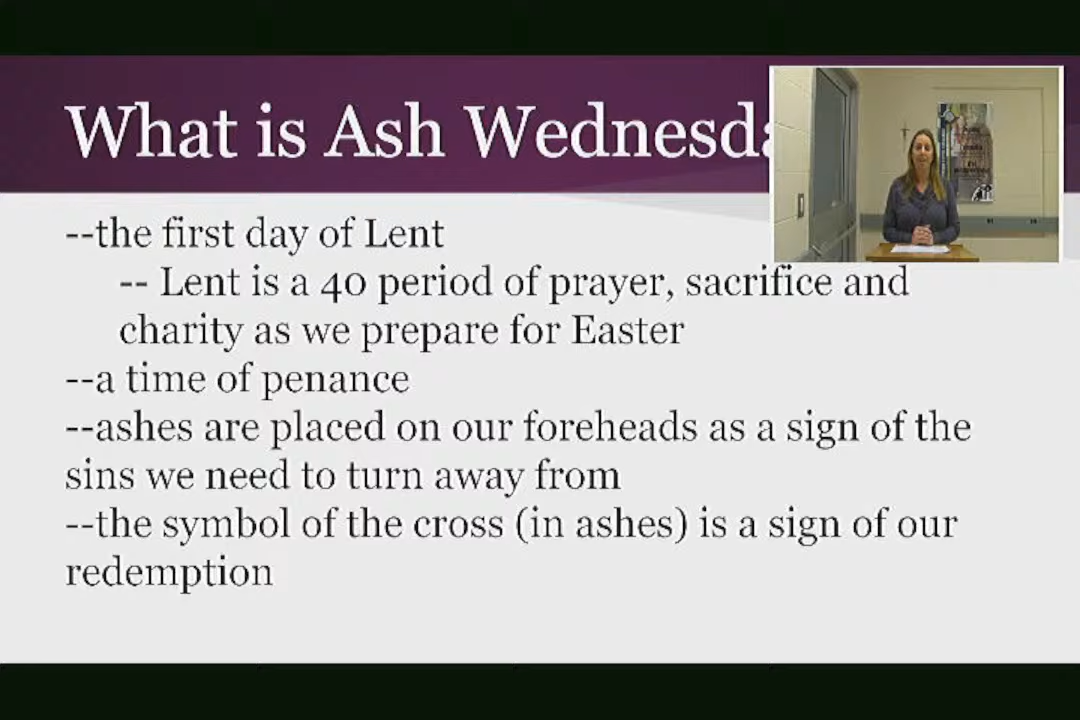 What is Ash Wednesda
--the first day of Lent
-- Lent is a 40 period of prayer, sacrifice and
charity as we prepare for Easter
--a time of penance
--ashes are placed on our foreheads as a sign of the
sins we need to turn away from
--the symbol of the cross (in ashes) is a sign of our
redemption